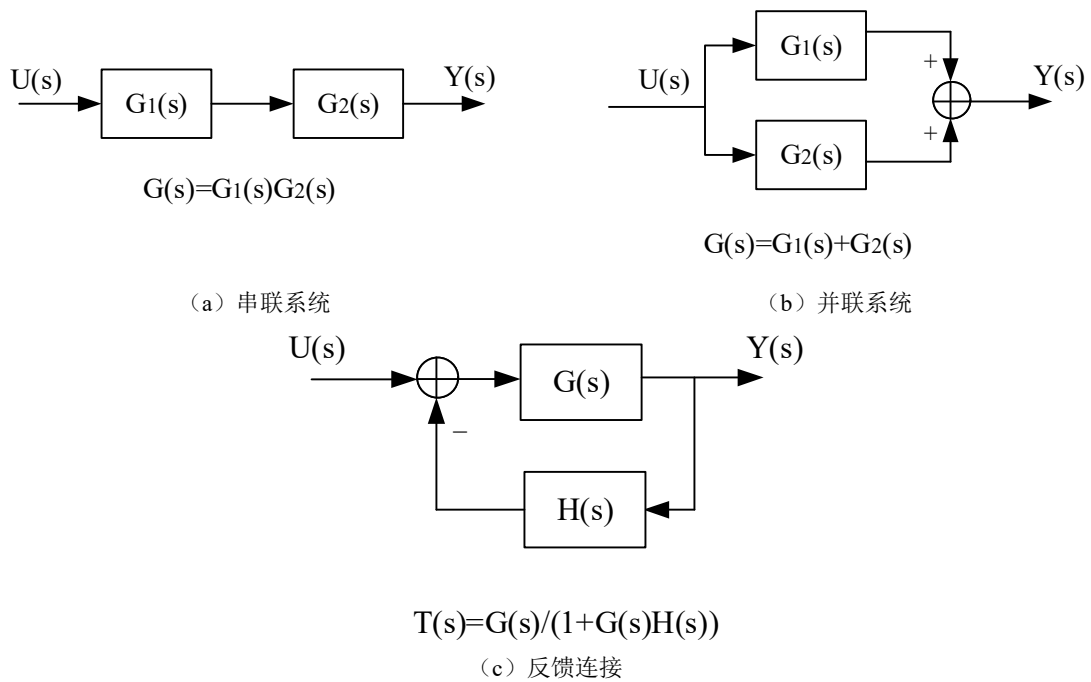 U(s) G1(s) G2(s) Y(s)
G(s)=G1(s)G2(s)
（a）串联系统
U(s) G1(s) G2(s) + + Y(s)
G(s)=G1(s)+G2(s)
（b）并联系统
U(s) G(s) Y(s)
−
H(s)
T(s)=G(s)/(1+G(s)H(s))
（c）反馈连接